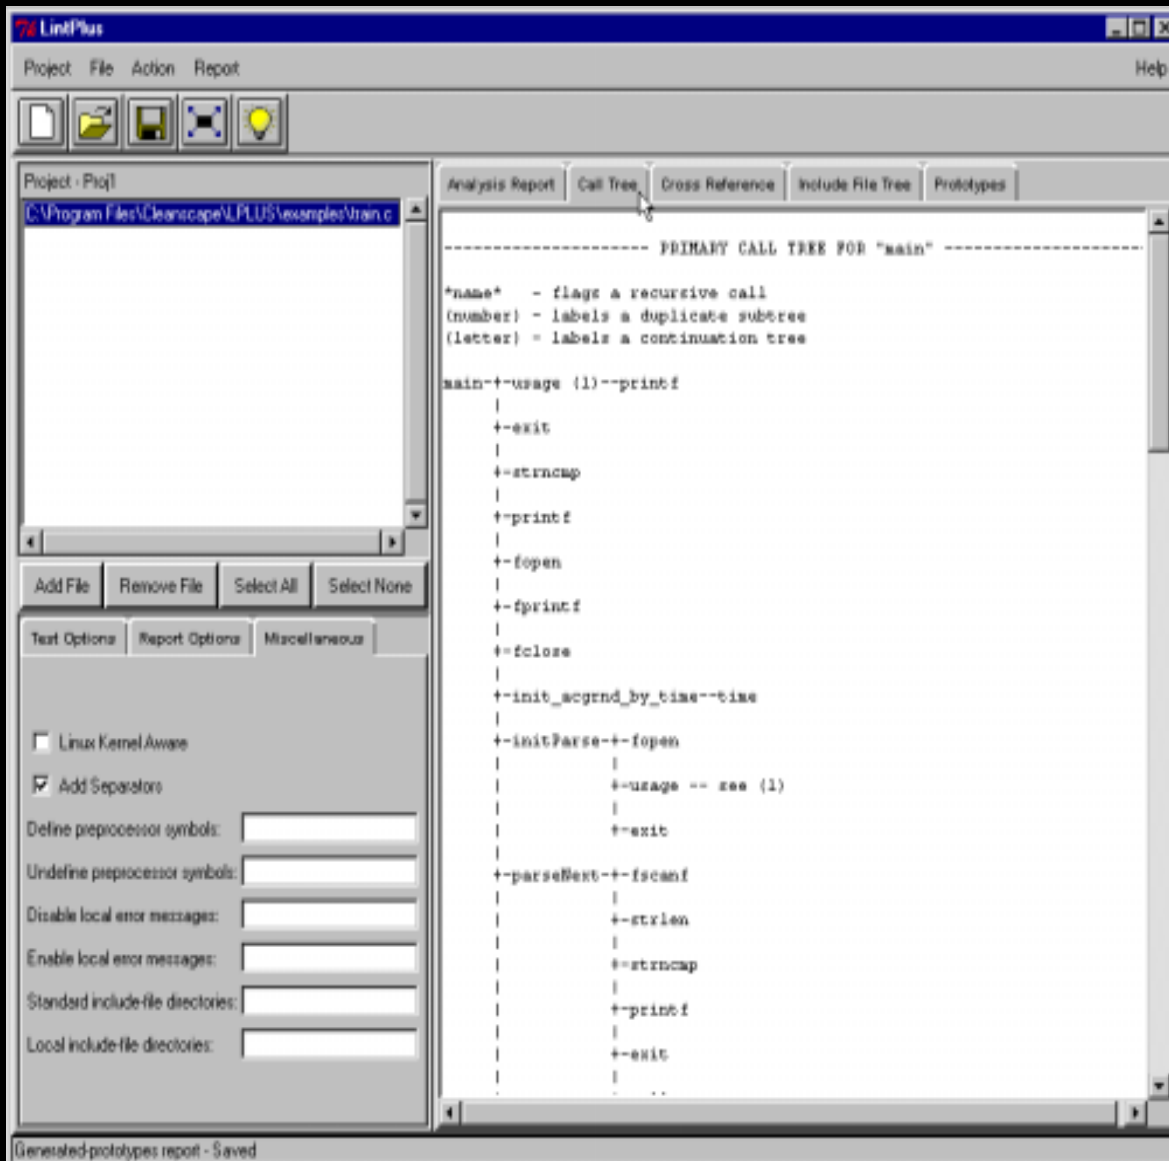 LintPlus
Project File Action Report Help
Project - Proj1
C:\Program Files\Cleanscape\LPLUS\examples\train.c
Add File Remove File Select All Select None
Test Options Report Options Miscellaneous
Linux Kernel Aware
Add Separators
Define preprocessor symbols:
Undefine preprocessor symbols:
Disable local error messages:
Enable local error messages:
Standard include-file directories:
Local include-file directories:
Analysis Report Call Tree Cross Reference Include File Tree Prototypes
-------------------- PRIMARY CALL TREE FOR "main" --------------------
*name* - flags a recursive call
(number) - labels a duplicate subtree
(letter) - labels a continuation tree
main-+-usage (1)--printf
+-exit
+-strncmp
+-printf
+-fopen
+-fprintf
+-fclose
+-init_acgrnd_by_time--time
+-initParse-+-fopen
+-usage -- see (1)
+-exit
+-parseNext-+-fscanf
+-strlen
+-strncmp
+-printf
+-exit
Generated-prototypes report - Saved